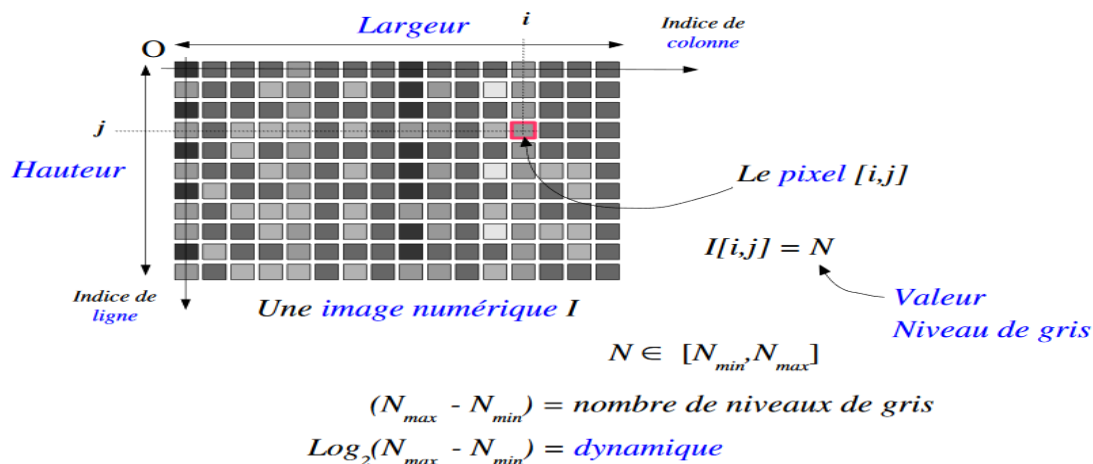 i
Largeur
Indice de
colonne
O
j
Hauteur
Le pixel [i,j]
I[i,j] = N
Indice de
ligne
Une image numérique I
Valeur
Niveau de gris
N ∈ [Nmin,Nmax]
(Nmax - Nmin) = nombre de niveaux de gris
Log2(Nmax - Nmin) = dynamique